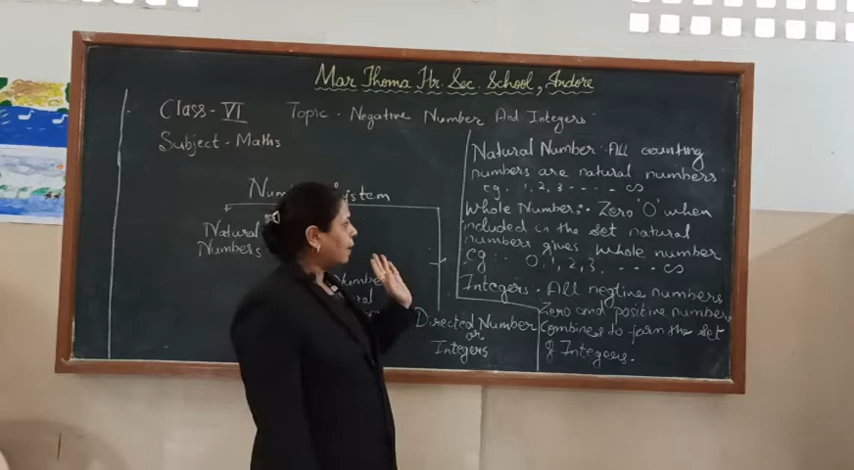 Mar Thoma Hr. Sec. School, Indore
Class - VI
Topic - Negative Number And Integers.
Subject - Maths
Natural
Numbers
Number
Directed Number
or
Integers
Natural Number : All counting
numbers are natural numbers
eg. 1, 2, 3 - - - - ∞
Whole Number :- Zero '0' when
included in the set natural
numbers gives Whole number
eg :- 0, 1, 2, 3, - - - - ∞
Integers - All negtive numbers
Zero and positive numbers
combines to form the set
of Integers.